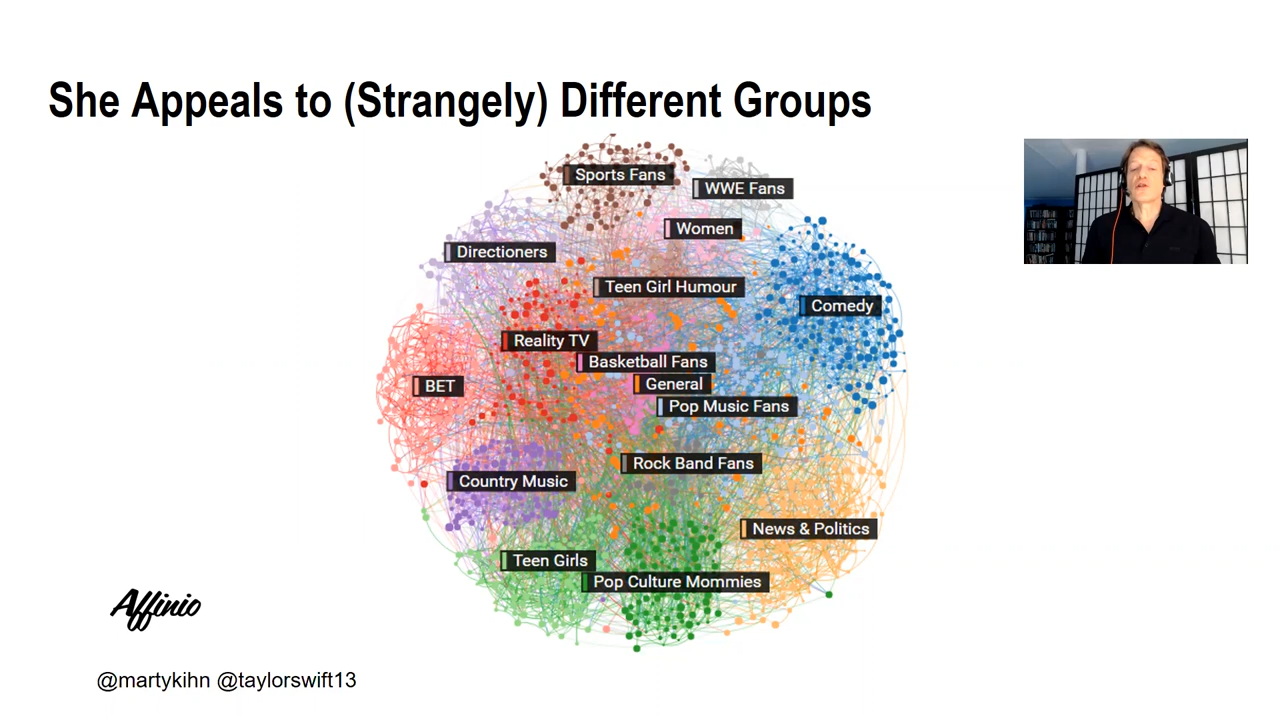 She Appeals to (Strangely) Different Groups
Sports Fans
WWE Fans
Women
Directioners
Teen Girl Humour
Comedy
Reality TV
Basketball Fans
BET
General
Pop Music Fans
Rock Band Fans
Country Music
News & Politics
Teen Girls
Pop Culture Mommies
Affinio
@martykihn @taylorswift13